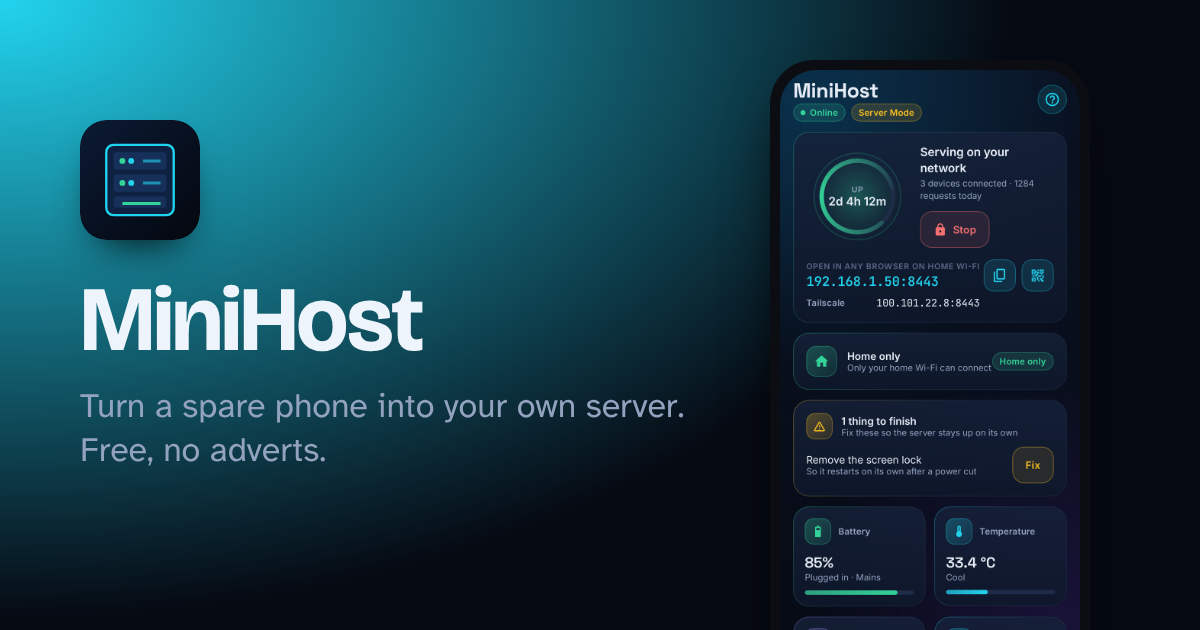 MiniHost
Turn a spare phone into your own server.
Free, no adverts.
MiniHost
Online
Server Mode
UP
2d 4h 12m
Serving on your
network
3 devices connected · 1284
requests today
Stop
OPEN IN ANY BROWSER ON HOME WI-FI
192.168.1.50:8443
Tailscale 100.101.22.8:8443
Home only
Only your home Wi-Fi can connect
Home only
1 thing to finish
Fix these so the server stays up on its own
Remove the screen lock
So it restarts on its own after a power cut
Fix
Battery
85%
Plugged in · Mains
Temperature
33.4 °C
Cool